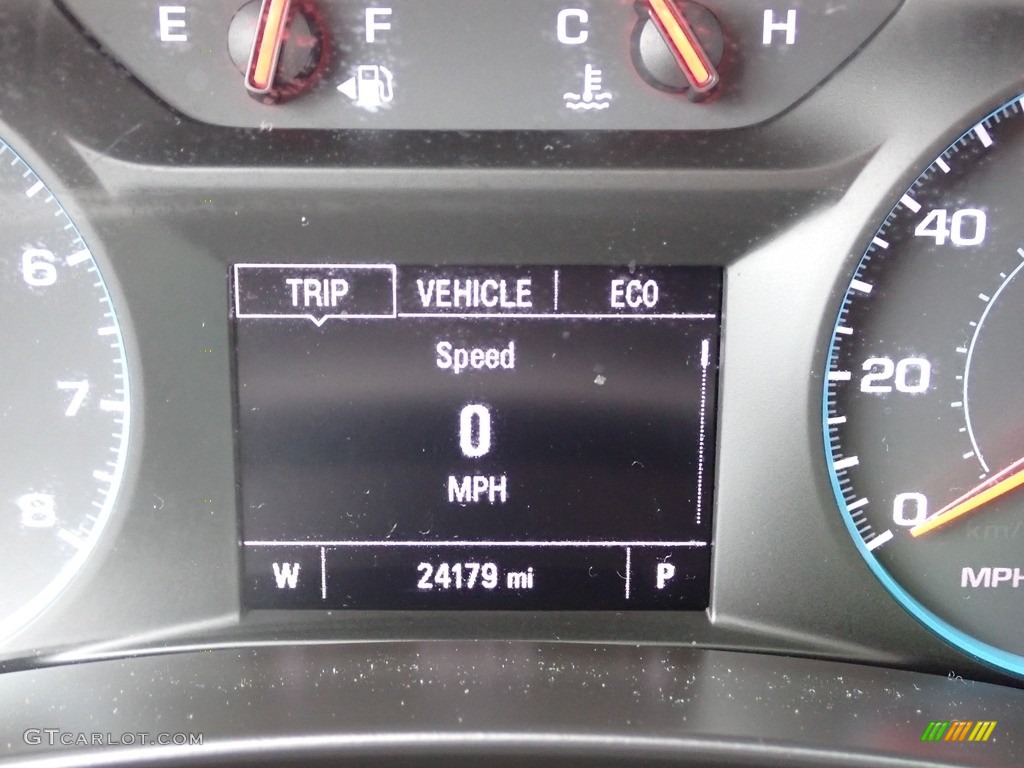 E F C H
40
6
TRIP VEHICLE ECO
Speed
20
7
0
MPH
8
0
W 24179 mi P
MPH
GTCARLOT.COM